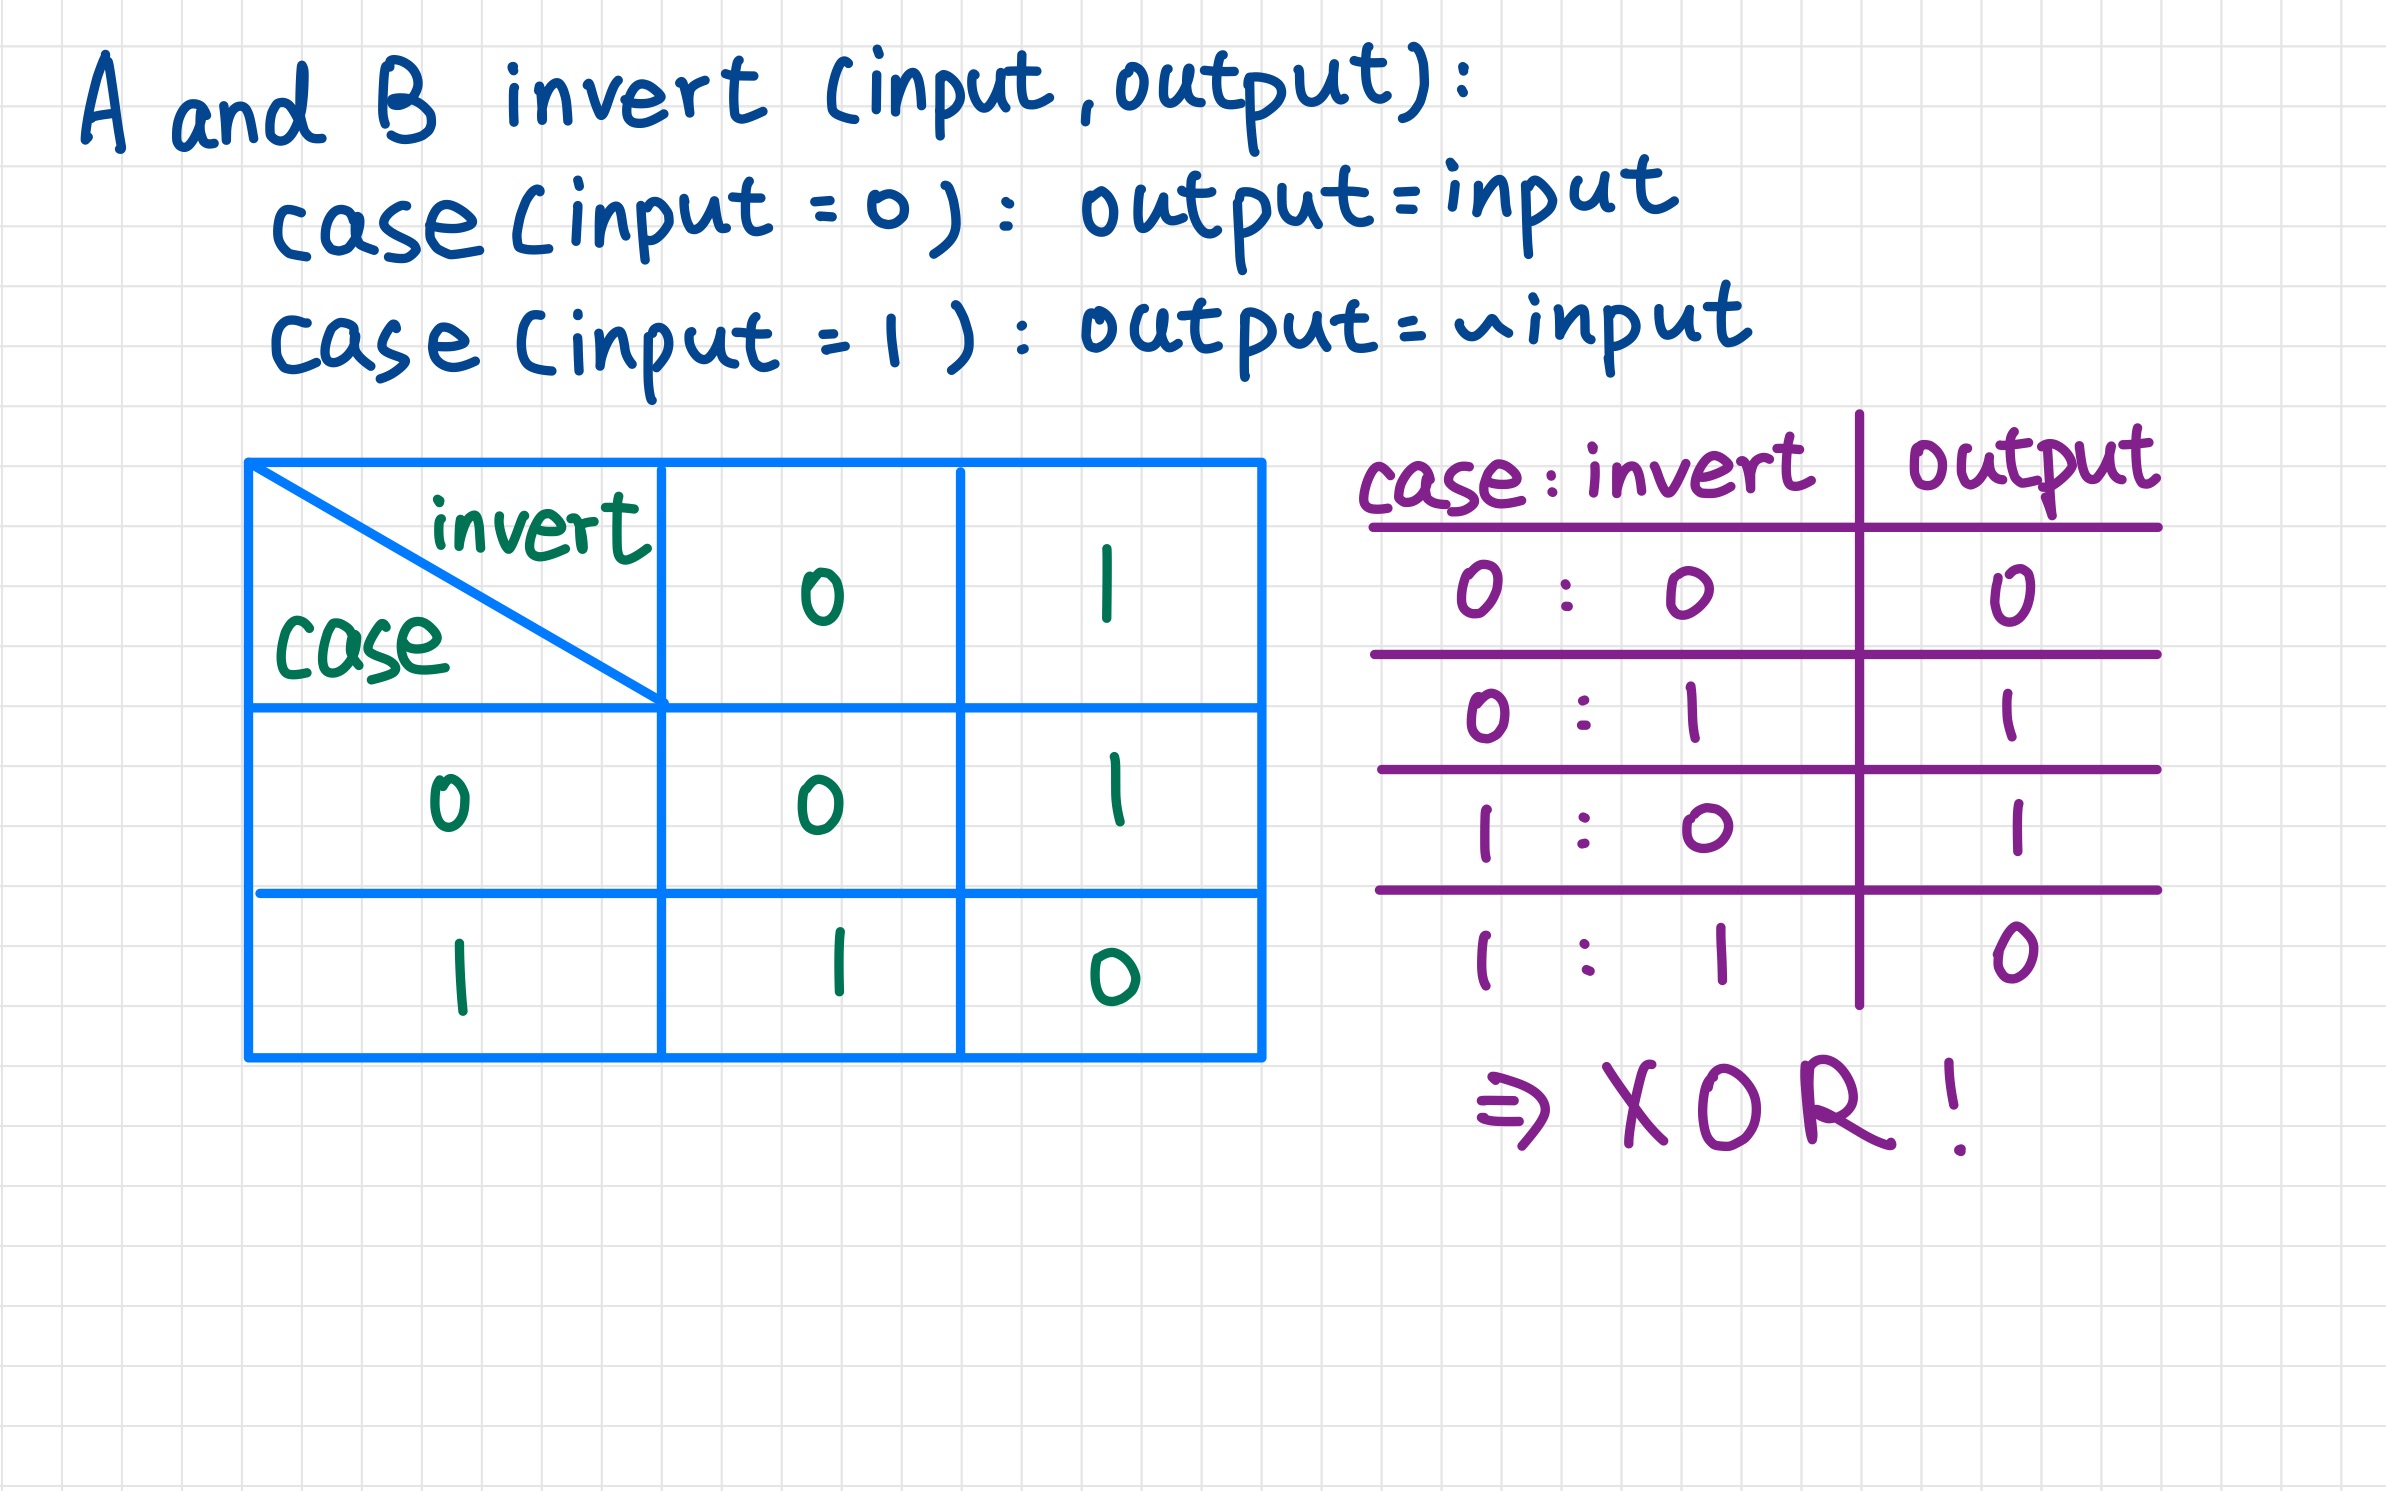 A and B invert (input, output):
case (input = 0): output = input
case (input = 1): output = ~input
invert 0 1
case
0 0 1
1 1 0
case: invert output
0 : 0 0
0 : 1 1
1 : 0 1
1 : 1 0
⇒ XOR!